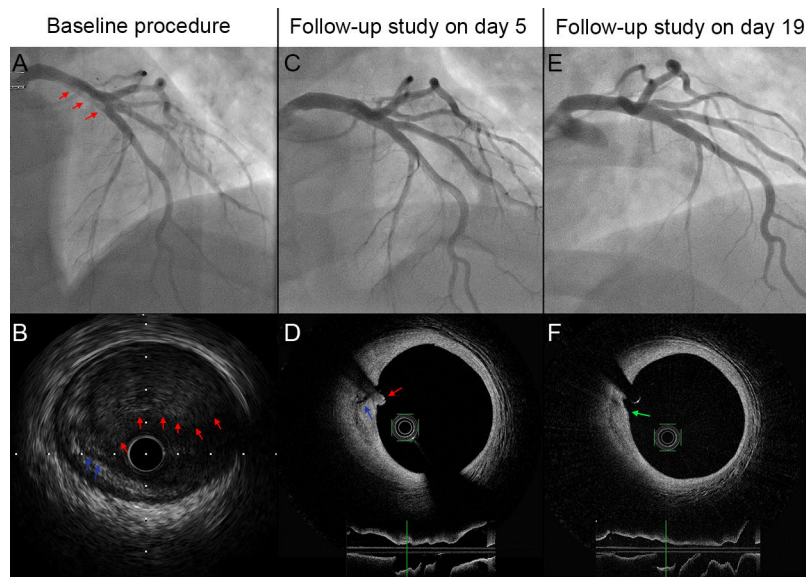 Baseline procedure
Follow-up study on day 5
Follow-up study on day 19
A
C
E
B
D
F